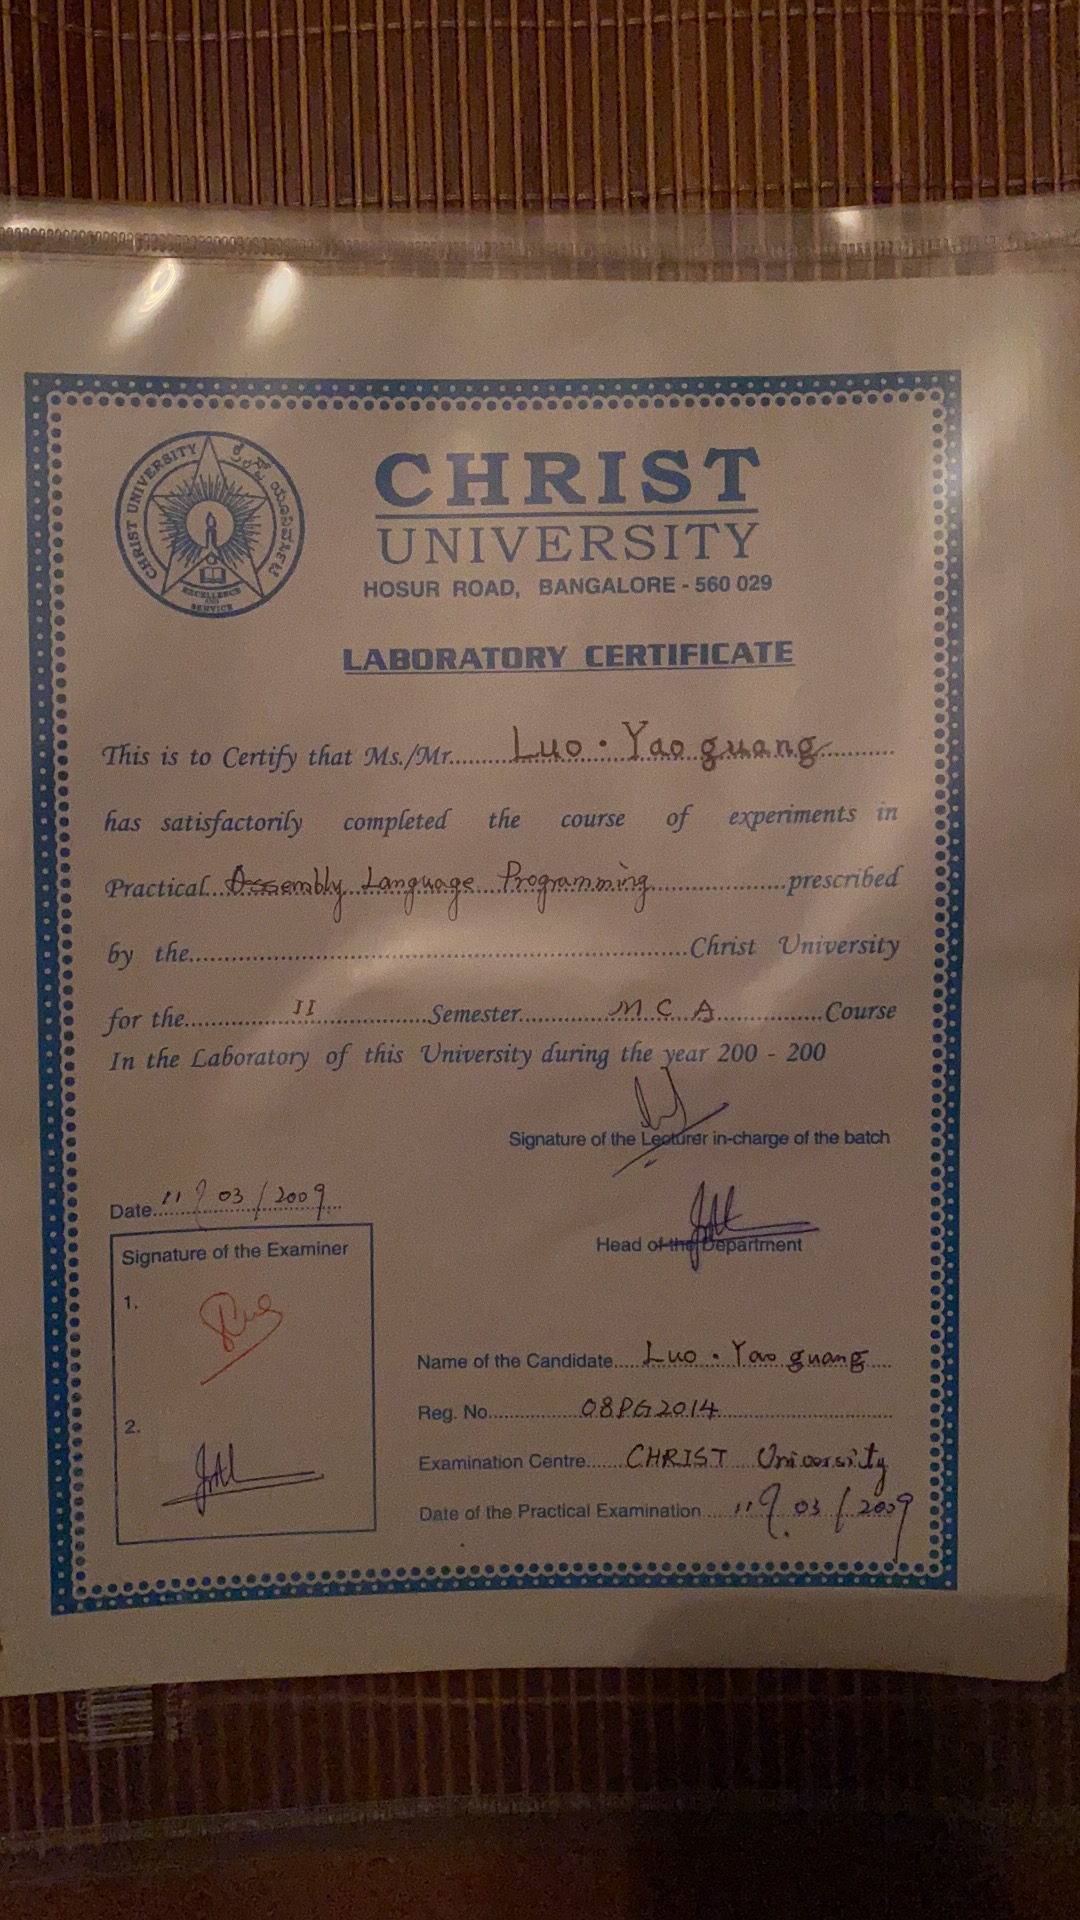 CHRIST UNIVERSITY ಕ್ರೈಸ್ಟ್ ಯೂನಿವರ್ಸಿಟಿ
EXCELLENCE
AND
SERVICE
CHRIST
UNIVERSITY
HOSUR ROAD, BANGALORE - 560 029
LABORATORY CERTIFICATE
This is to Certify that Ms./Mr. Luo · Yao guang
has satisfactorily completed the course of experiments in
Practical Assembly Language Programming prescribed
by the Christ University
for the II Semester M C A Course
In the Laboratory of this University during the year 200 - 200
Signature of the Lecturer in-charge of the batch
Date 11/03/2009
Head of the Department
Signature of the Examiner
1.
2.
Name of the Candidate Luo · Yao guang
Reg. No. 08PG2014
Examination Centre CHRIST University
Date of the Practical Examination 11/03/2009